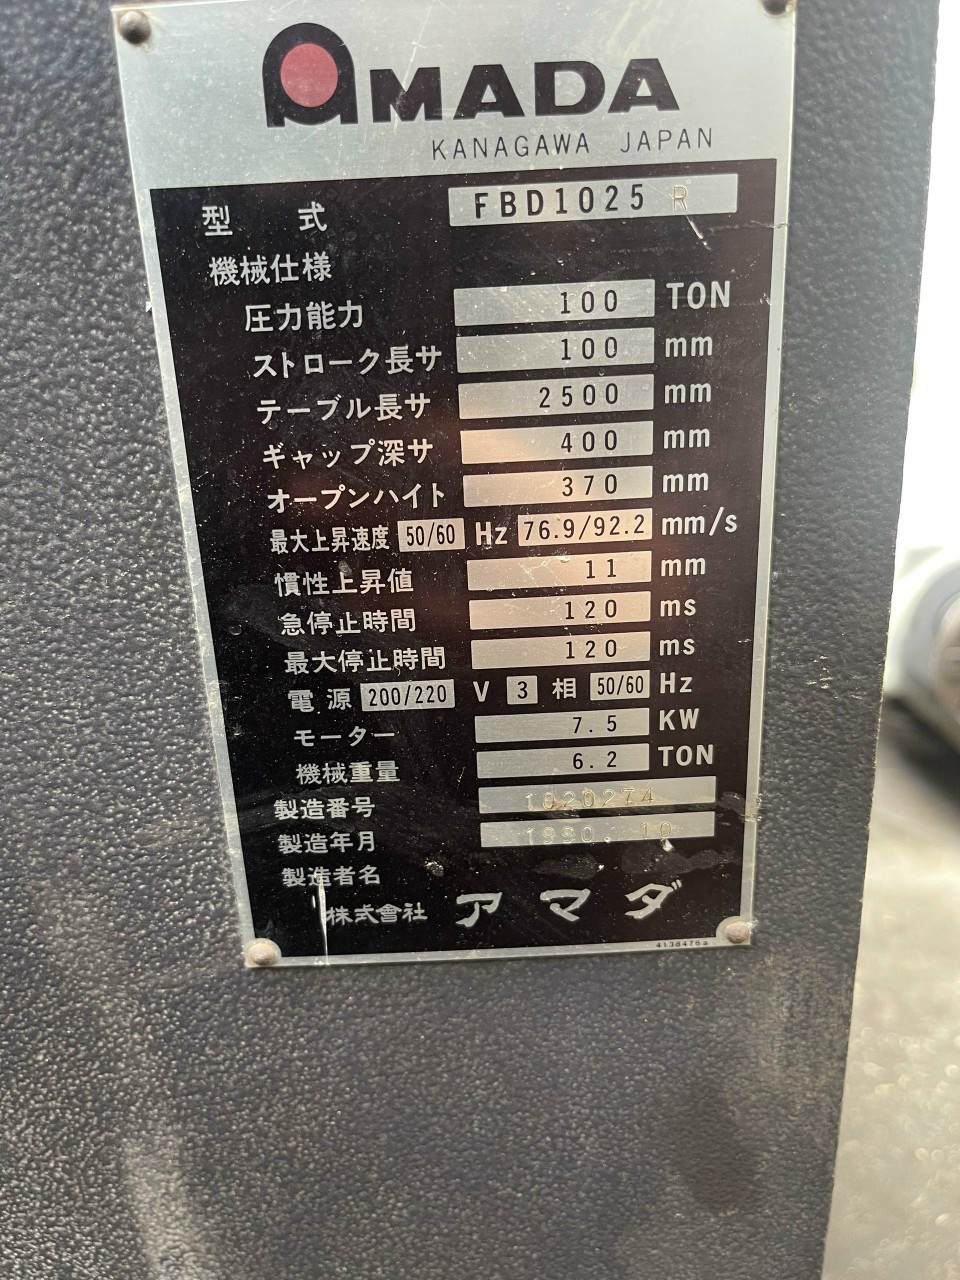 AMADA
KANAGAWA JAPAN
型式 FBD1025 R
機械仕様
圧力能力 100 TON
ストローク長サ 100 mm
テーブル長サ 2500 mm
ギャップ深サ 400 mm
オープンハイト 370 mm
最大上昇速度 50/60 Hz 76.9/92.2 mm/s
慣性上昇値 11 mm
急停止時間 120 ms
最大停止時間 120 ms
電源 200/220 V 3 相 50/60 Hz
モーター 7.5 KW
機械重量 6.2 TON
製造番号 1020274
製造年月 1990. 10
製造者名
株式會社 アマダ